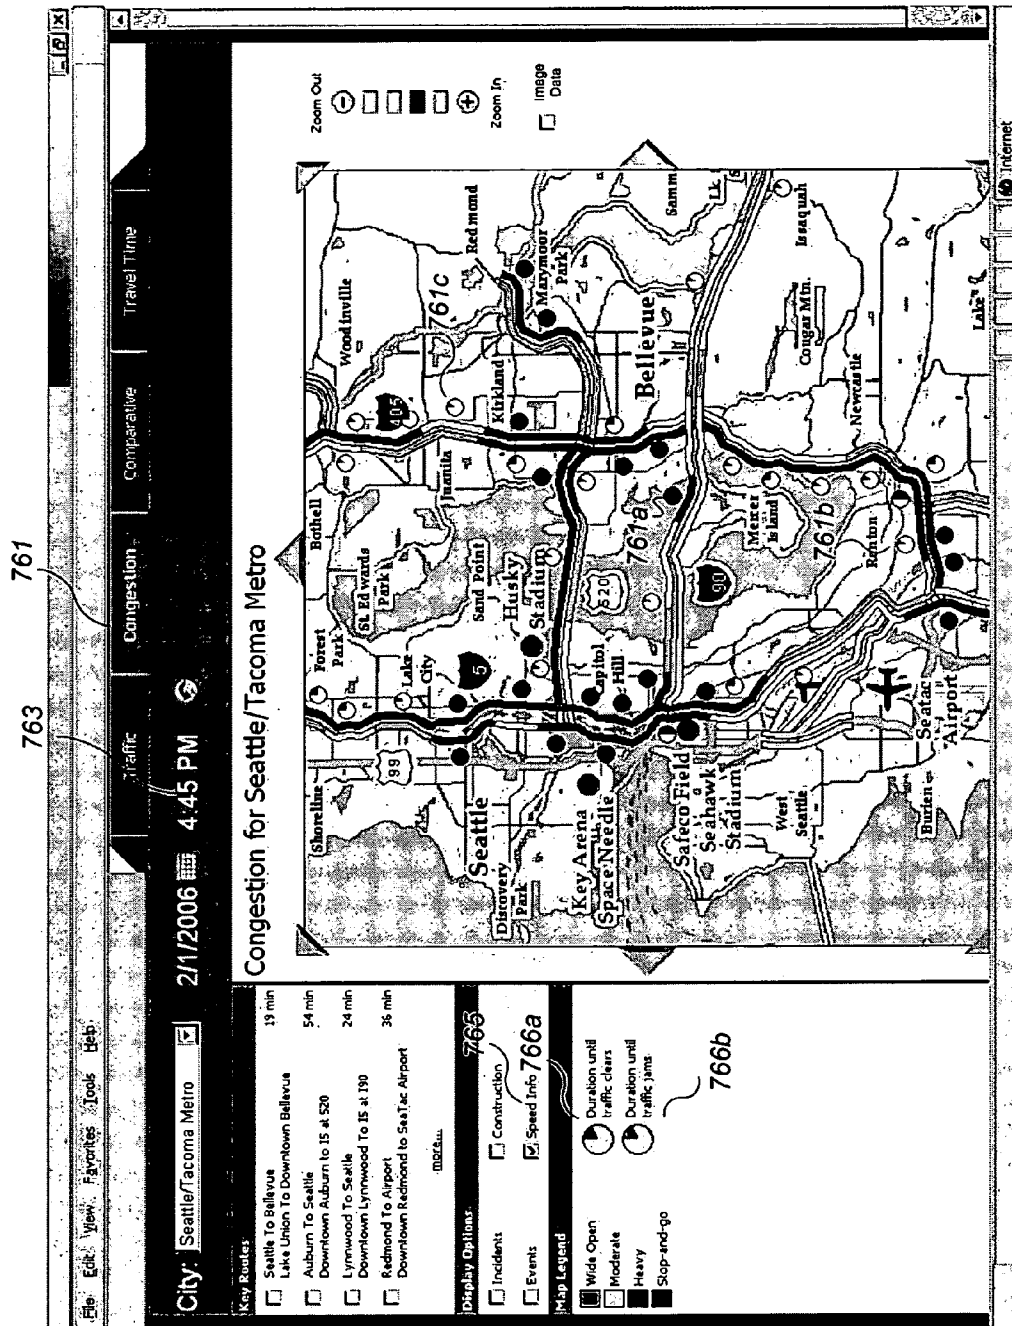 761
763
File Edit View Favorites Tools Help
City: Seattle/Tacoma Metro
2/1/2006 4:45 PM
Traffic
Congestion
Comparative
Travel Time
Key Routes
Seattle To Bellevue
Lake Union To Downtown Bellevue
19 min
Auburn To Seattle
Downtown Auburn to I5 at 520
54 min
Lynnwood To Seattle
Downtown Lynnwood To I5 at I90
24 min
Redmond To Airport
Downtown Redmond to SeaTac Airport
36 min
more...
Display Options
Incidents
Construction
Events
Speed Info
765
766a
Map Legend
Wide Open
Moderate
Heavy
Stop-and-go
Duration until
traffic clears
Duration until
traffic jams
766b
Congestion for Seattle/Tacoma Metro
Zoom Out
Zoom In
Image
Data
Shoreline
Forest
Park
Bothell
Woodinville
Redmond
99
Lake
City
St. Edwards
Park
Juanita
405
761c
Kirkland
Marymoor
Park
Samm
Discovery
Park
Seattle
5
Sand Point
Husky
Stadium
Key Arena
Space Needle
Capitol
Hill
520
761a
Bellevue
Lk
Safeco Field
Seahawk
Stadium
90
Mercer
Island
Issaquah
Cougar Mtn.
West
Seattle
761b
Newcastle
Renton
Burien
Seatac
Airport
Lake
Internet